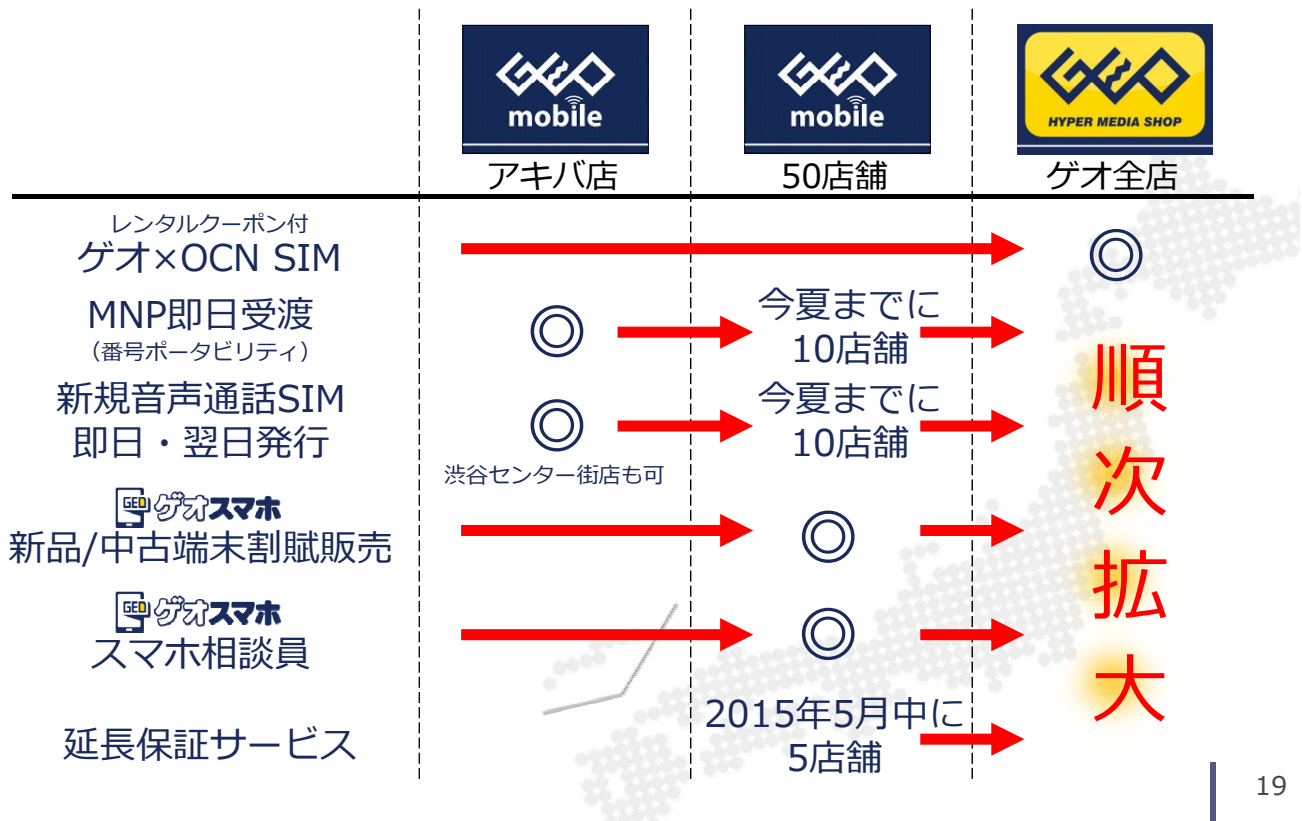 GEO
mobile
アキバ店
GEO
mobile
50店舗
GEO
HYPER MEDIA SHOP
ゲオ全店
レンタルクーポン付
ゲオ×OCN SIM
MNP即日受渡
（番号ポータビリティ）
今夏までに
10店舗
新規音声通話SIM
即日・翌日発行
渋谷センター街店も可
今夏までに
10店舗
GEO ゲオスマホ
新品/中古端末割賦販売
GEO ゲオスマホ
スマホ相談員
延長保証サービス
2015年5月中に
5店舗
順次拡大
19